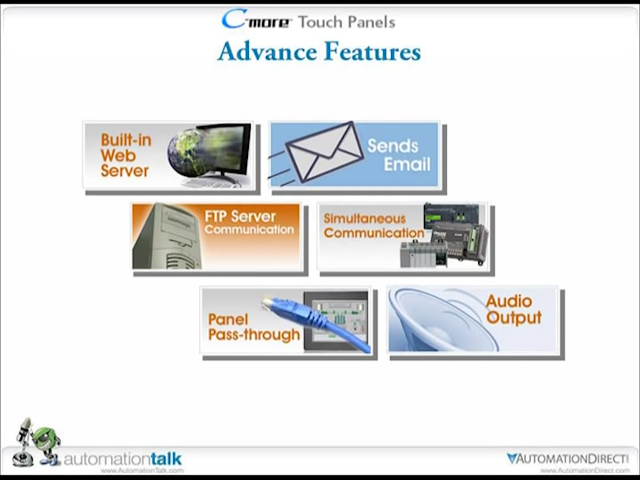 C-more Touch Panels
Advance Features
Built-in
Web
Server
Sends
Email
FTP Server
Communication
Simultaneous
Communication
Panel
Pass-through
Audio
Output
automationtalk
www.AutomationTalk.com
AUTOMATIONDIRECT!
www.AutomationDirect.com